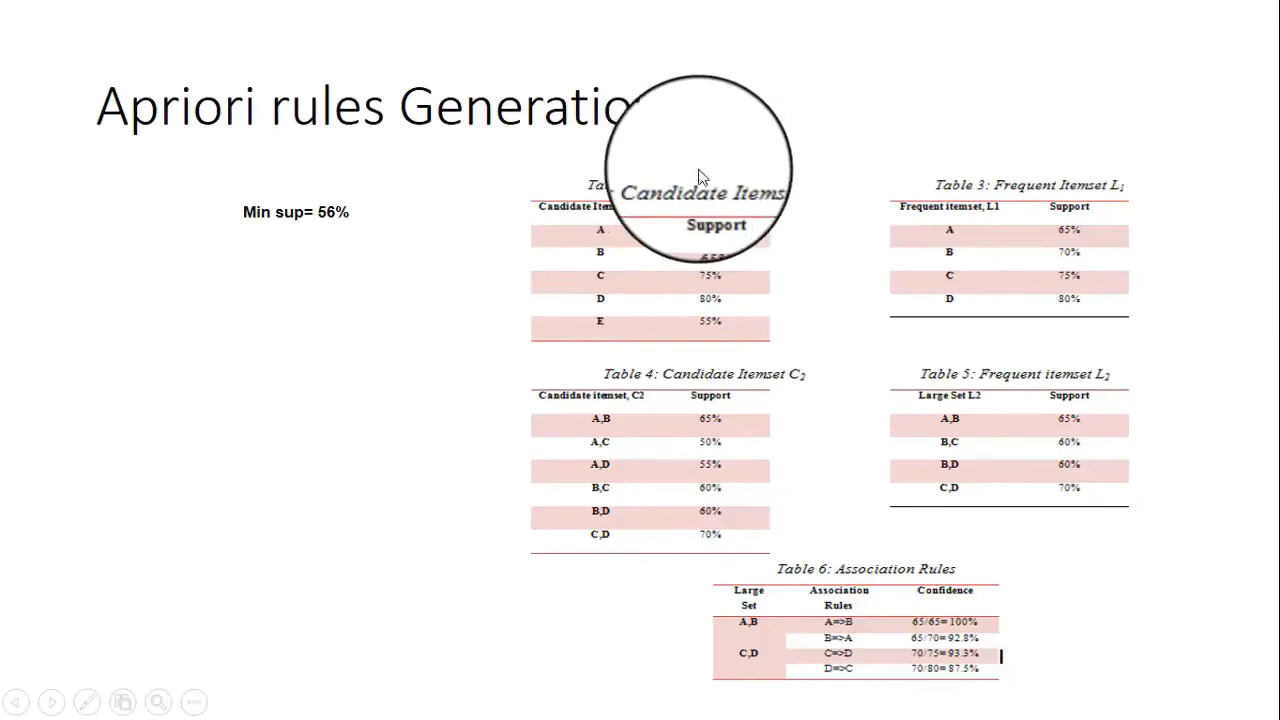 Apriori rules Generation
Min sup= 56%
Candidate Items
Support
A
B
C 75%
D 80%
E 55%
Table 3: Frequent Itemset L1
Frequent itemset, L1 Support
A 65%
B 70%
C 75%
D 80%
Table 4: Candidate Itemset C2
Candidate itemset, C2 Support
A,B 65%
A,C 50%
A,D 55%
B,C 60%
B,D 60%
C,D 70%
Table 5: Frequent itemset L2
Large Set L2 Support
A,B 65%
B,C 60%
B,D 60%
C,D 70%
Table 6: Association Rules
Large Association Confidence
Set Rules
A,B A=>B 65/65=100%
B=>A 65/70=92.8%
C,D C=>D 70/75=93.3%
D=>C 70/80=87.5%